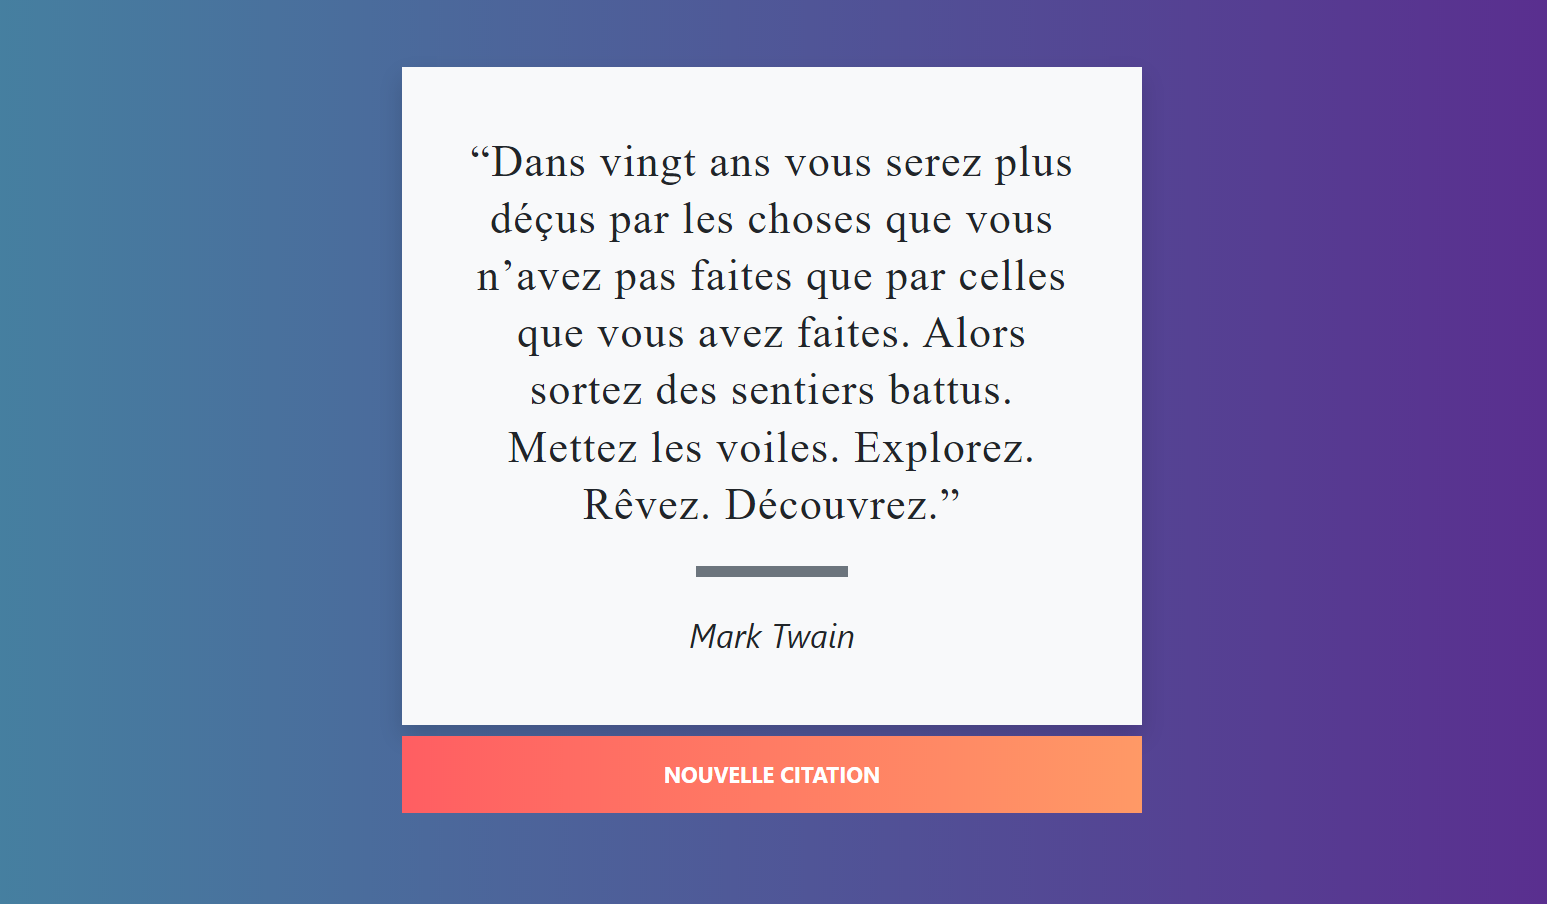 “Dans vingt ans vous serez plus
déçus par les choses que vous
n’avez pas faites que par celles
que vous avez faites. Alors
sortez des sentiers battus.
Mettez les voiles. Explorez.
Rêvez. Découvrez.”
Mark Twain
NOUVELLE CITATION